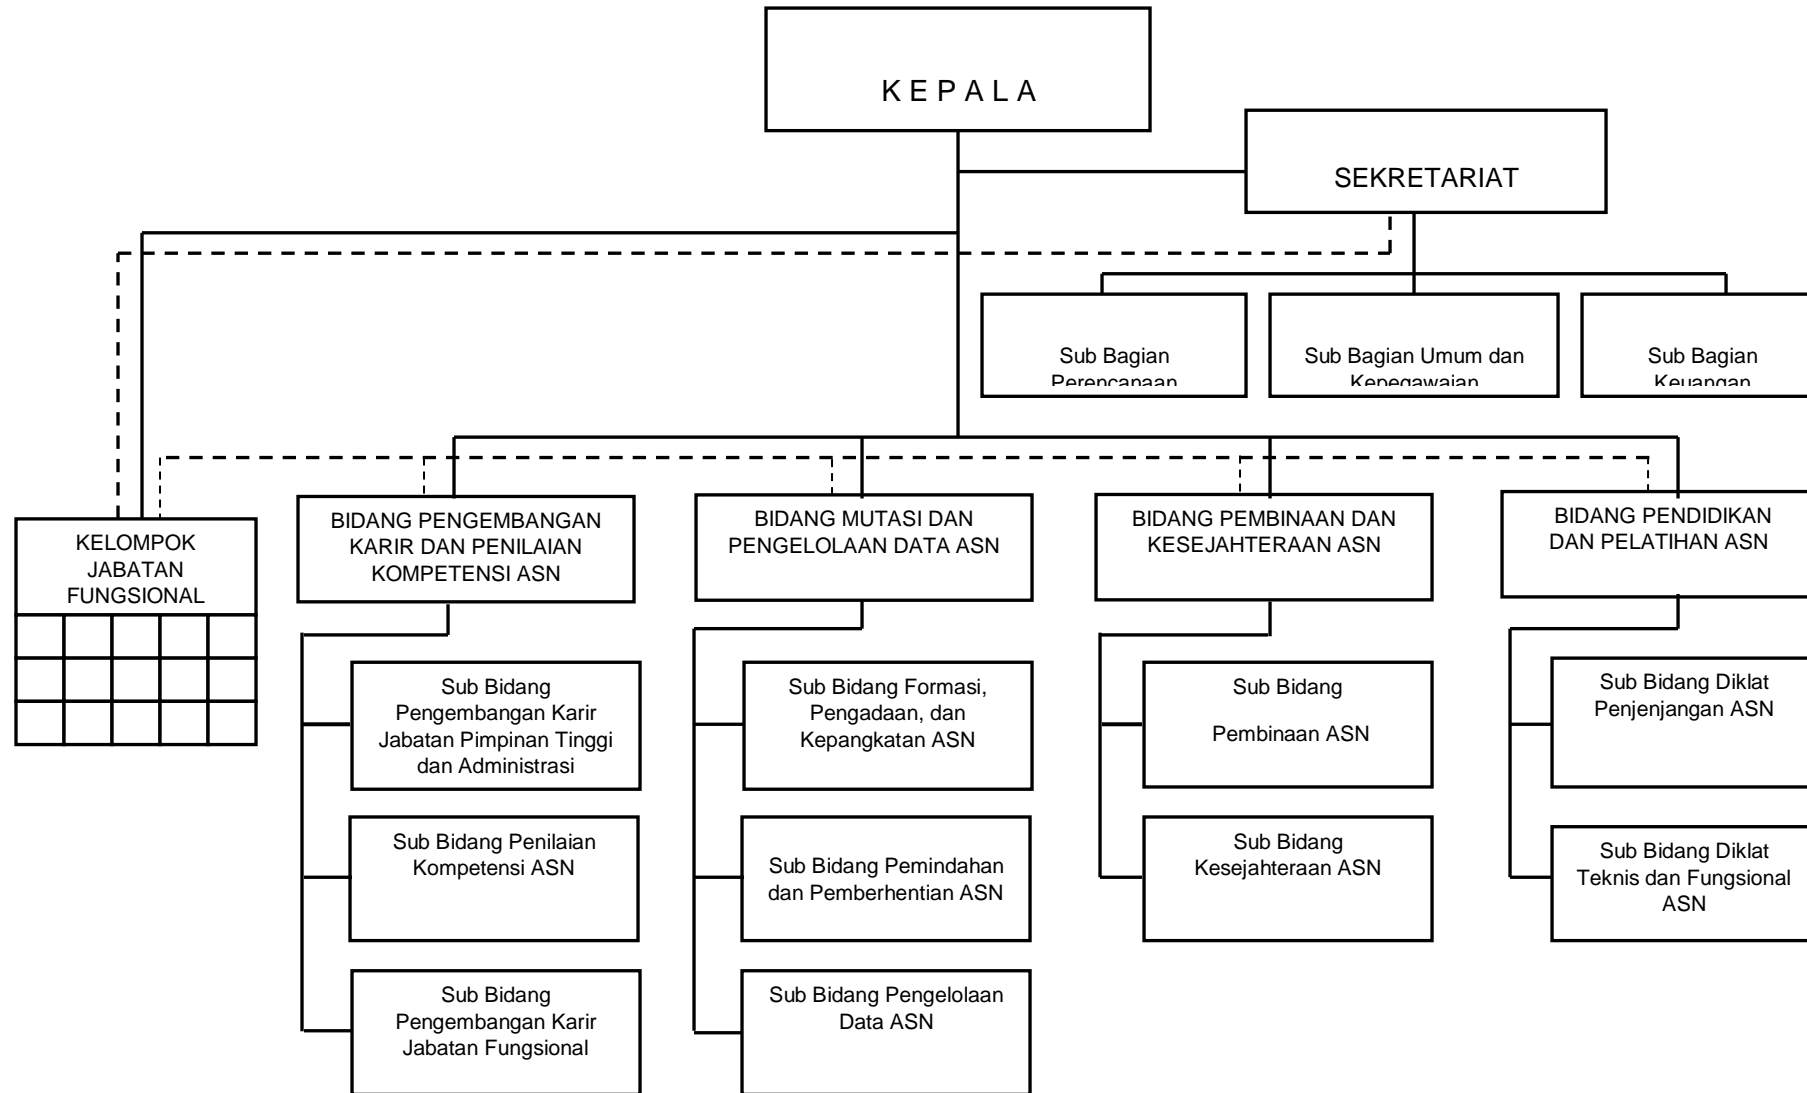 K E P A L A
SEKRETARIAT
Sub Bagian
Perencanaan
Sub Bagian Umum dan
Kepegawaian
Sub Bagian
Keuangan
KELOMPOK
JABATAN
FUNGSIONAL
BIDANG PENGEMBANGAN
KARIR DAN PENILAIAN
KOMPETENSI ASN
Sub Bidang
Pengembangan Karir
Jabatan Pimpinan Tinggi
dan Administrasi
Sub Bidang Penilaian
Kompetensi ASN
Sub Bidang
Pengembangan Karir
Jabatan Fungsional
BIDANG MUTASI DAN
PENGELOLAAN DATA ASN
Sub Bidang Formasi,
Pengadaan, dan
Kepangkatan ASN
Sub Bidang Pemindahan
dan Pemberhentian ASN
Sub Bidang Pengelolaan
Data ASN
BIDANG PEMBINAAN DAN
KESEJAHTERAAN ASN
Sub Bidang
Pembinaan ASN
Sub Bidang
Kesejahteraan ASN
BIDANG PENDIDIKAN
DAN PELATIHAN ASN
Sub Bidang Diklat
Penjenjangan ASN
Sub Bidang Diklat
Teknis dan Fungsional
ASN